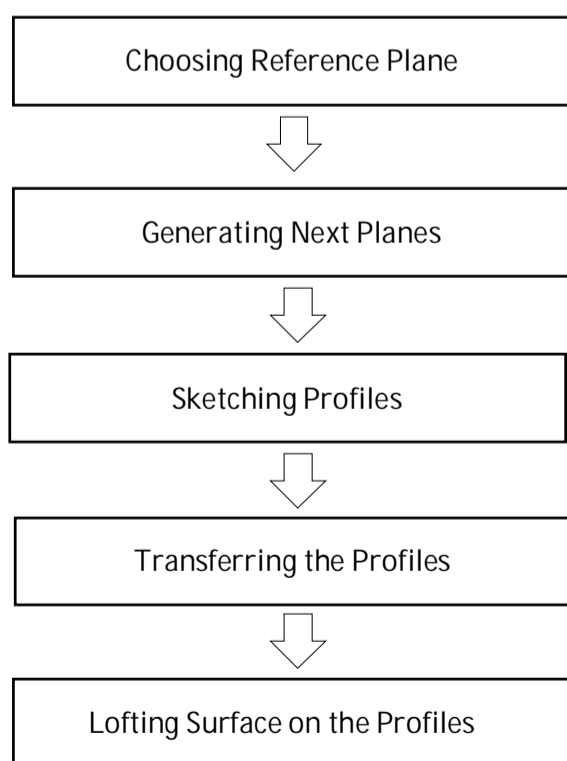 Choosing Reference Plane
Generating Next Planes
Sketching Profiles
Transferring the Profiles
Lofting Surface on the Profiles